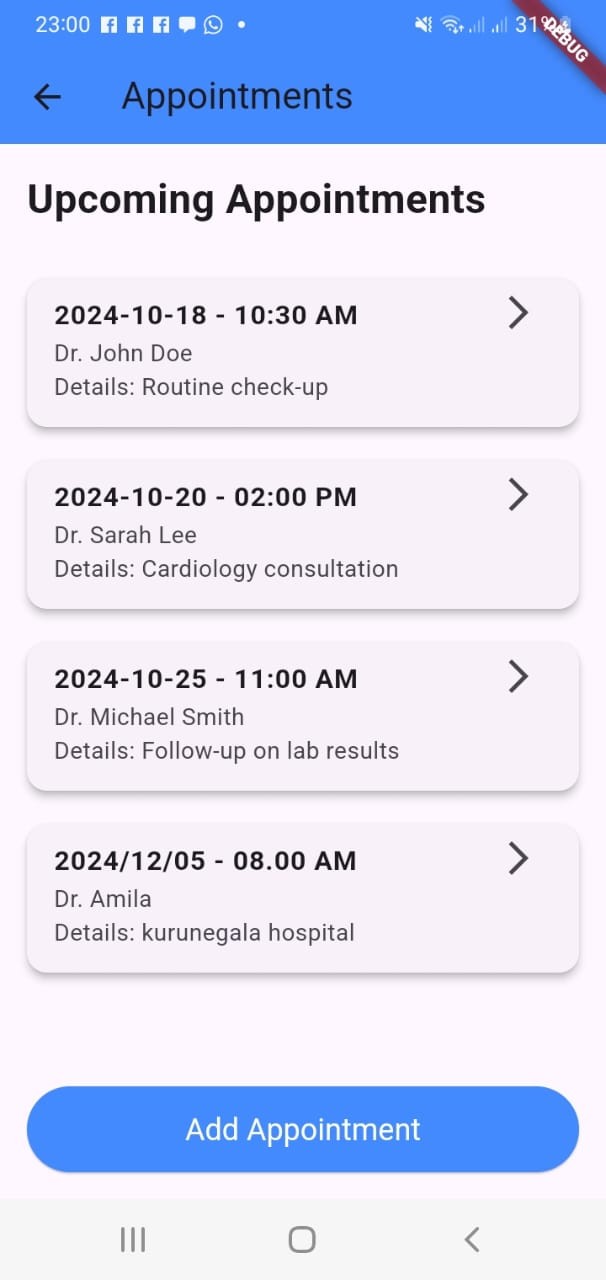 23:00
31%
DEBUG
Appointments
Upcoming Appointments
2024-10-18 - 10:30 AM
Dr. John Doe
Details: Routine check-up
2024-10-20 - 02:00 PM
Dr. Sarah Lee
Details: Cardiology consultation
2024-10-25 - 11:00 AM
Dr. Michael Smith
Details: Follow-up on lab results
2024/12/05 - 08.00 AM
Dr. Amila
Details: kurunegala hospital
Add Appointment